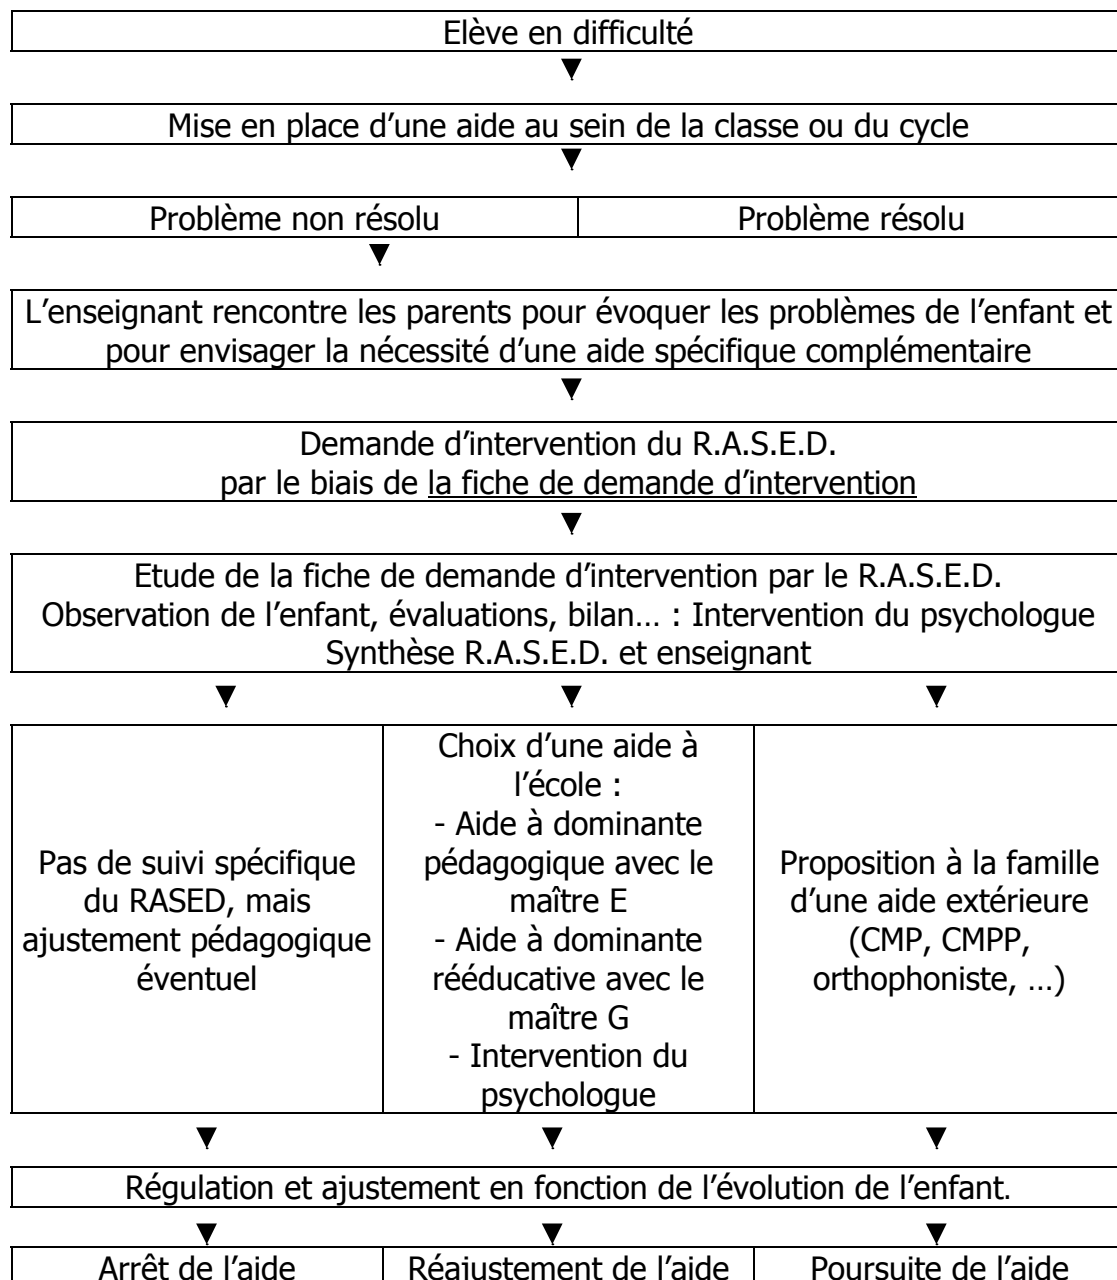 Elève en difficulté
Mise en place d’une aide au sein de la classe ou du cycle
Problème non résolu
Problème résolu
L’enseignant rencontre les parents pour évoquer les problèmes de l’enfant et
pour envisager la nécessité d’une aide spécifique complémentaire
Demande d’intervention du R.A.S.E.D.
par le biais de la fiche de demande d’intervention
Etude de la fiche de demande d’intervention par le R.A.S.E.D.
Observation de l’enfant, évaluations, bilan… : Intervention du psychologue
Synthèse R.A.S.E.D. et enseignant
Pas de suivi spécifique
du RASED, mais
ajustement pédagogique
éventuel
Choix d’une aide à
l’école :
- Aide à dominante
pédagogique avec le
maître E
- Aide à dominante
rééducative avec le
maître G
- Intervention du
psychologue
Proposition à la famille
d’une aide extérieure
(CMP, CMPP,
orthophoniste, …)
Régulation et ajustement en fonction de l’évolution de l’enfant.
Arrêt de l’aide
Réajustement de l’aide
Poursuite de l’aide